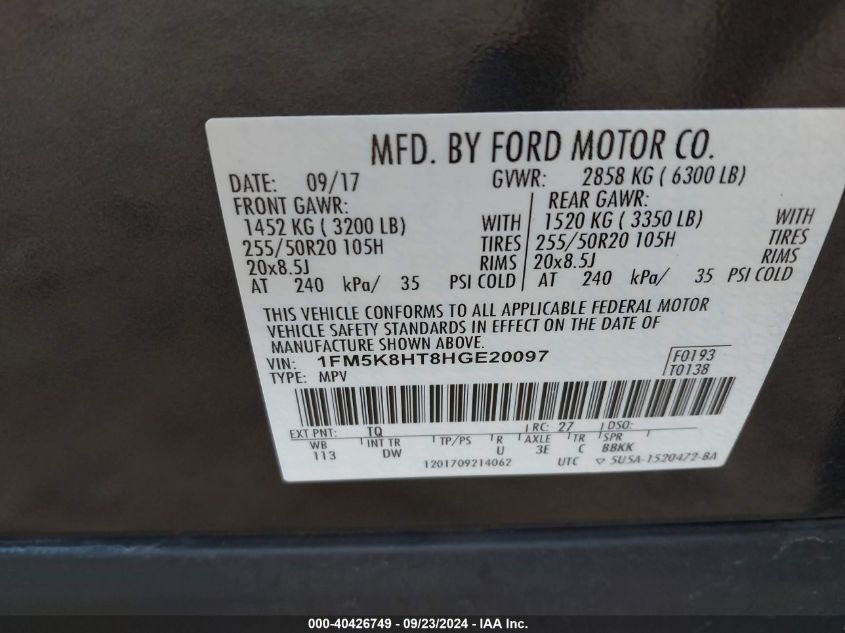 MFD. BY FORD MOTOR CO.
DATE: 09/17 GVWR: 2858 KG ( 6300 LB)
FRONT GAWR: REAR GAWR:
1452 KG ( 3200 LB) WITH 1520 KG ( 3350 LB) WITH
255/50R20 105H TIRES 255/50R20 105H TIRES
20x8.5J RIMS 20x8.5J RIMS
AT 240 kPa/ 35 PSI COLD AT 240 kPa/ 35 PSI COLD
THIS VEHICLE CONFORMS TO ALL APPLICABLE FEDERAL MOTOR
VEHICLE SAFETY STANDARDS IN EFFECT ON THE DATE OF
MANUFACTURE SHOWN ABOVE.
VIN: 1FM5K8HT8HGE20097 F0193
TYPE: MPV T0138
EXT PNT: TQ RC: 27 DSO:
WB INT TR TP/PS R AXLE TR SPR
113 DW U 3E C BBKK
1201709214062 UTC ▽ 5U5A-1520472-BA
000-40426749 - 09/23/2024 - IAA Inc.